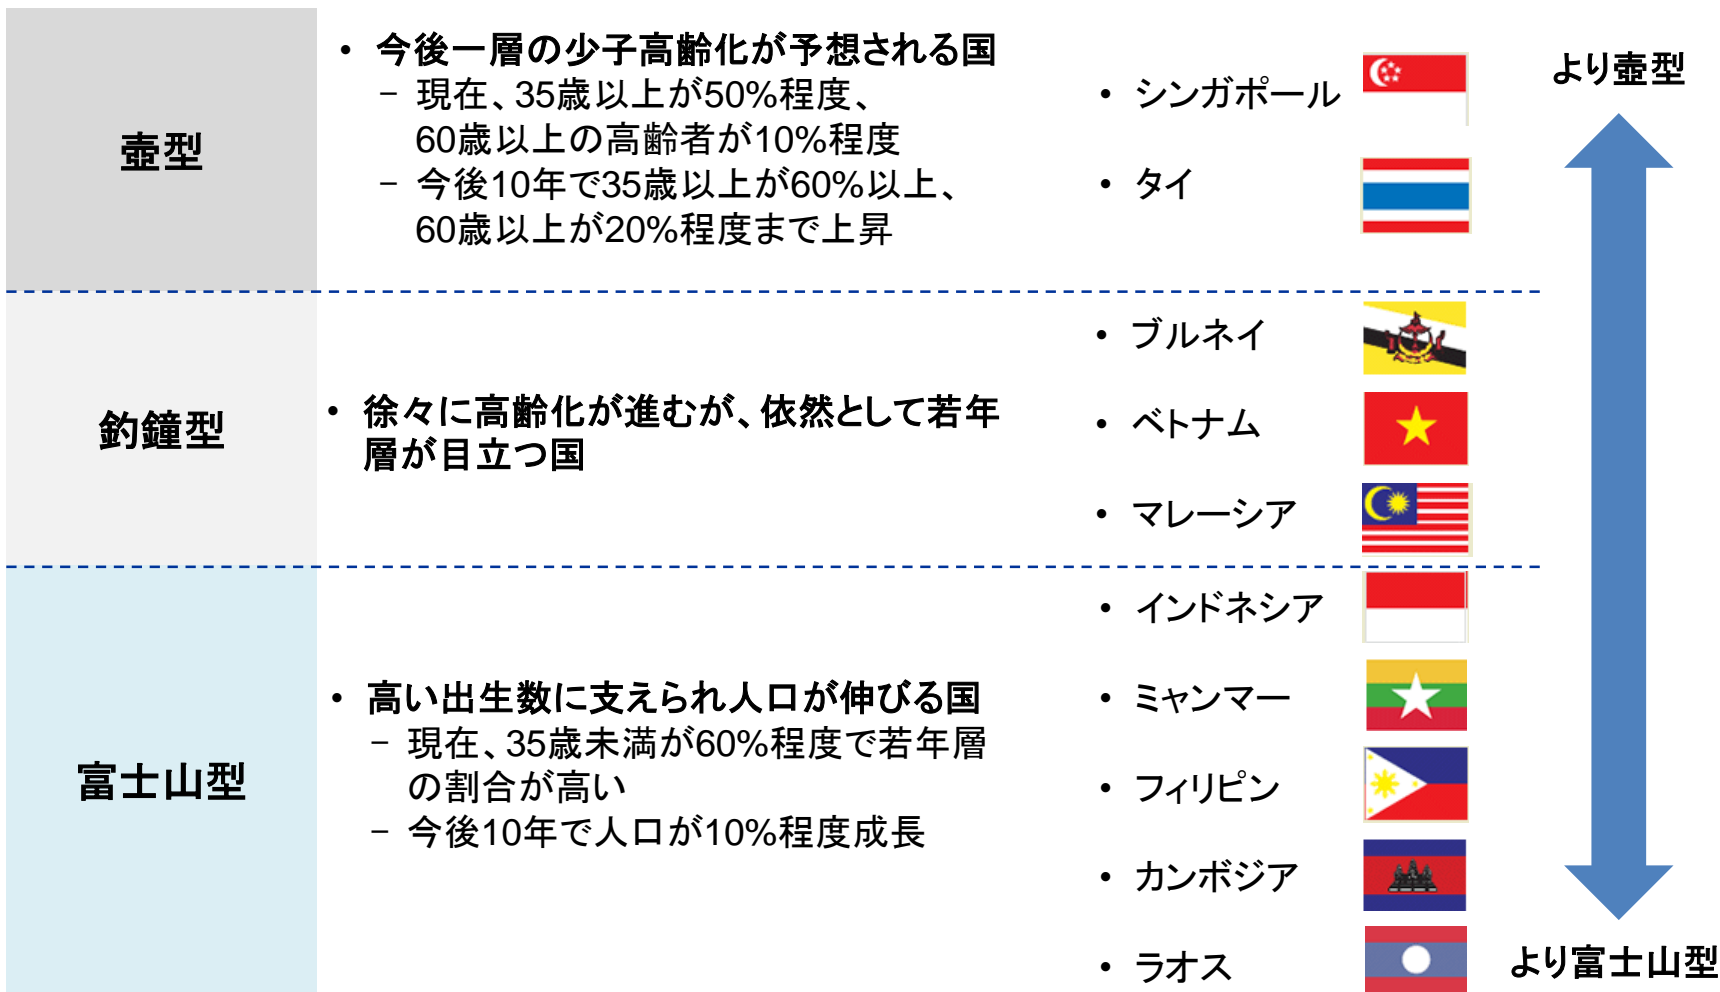 壺型
• 今後一層の少子高齢化が予想される国
− 現在、35歳以上が50%程度、
60歳以上の高齢者が10%程度
− 今後10年で35歳以上が60%以上、
60歳以上が20%程度まで上昇
• シンガポール
• タイ
より壺型
釣鐘型
• 徐々に高齢化が進むが、依然として若年
層が目立つ国
• ブルネイ
• ベトナム
• マレーシア
富士山型
• 高い出生数に支えられ人口が伸びる国
− 現在、35歳未満が60%程度で若年層
の割合が高い
− 今後10年で人口が10%程度成長
• インドネシア
• ミャンマー
• フィリピン
• カンボジア
• ラオス
より富士山型